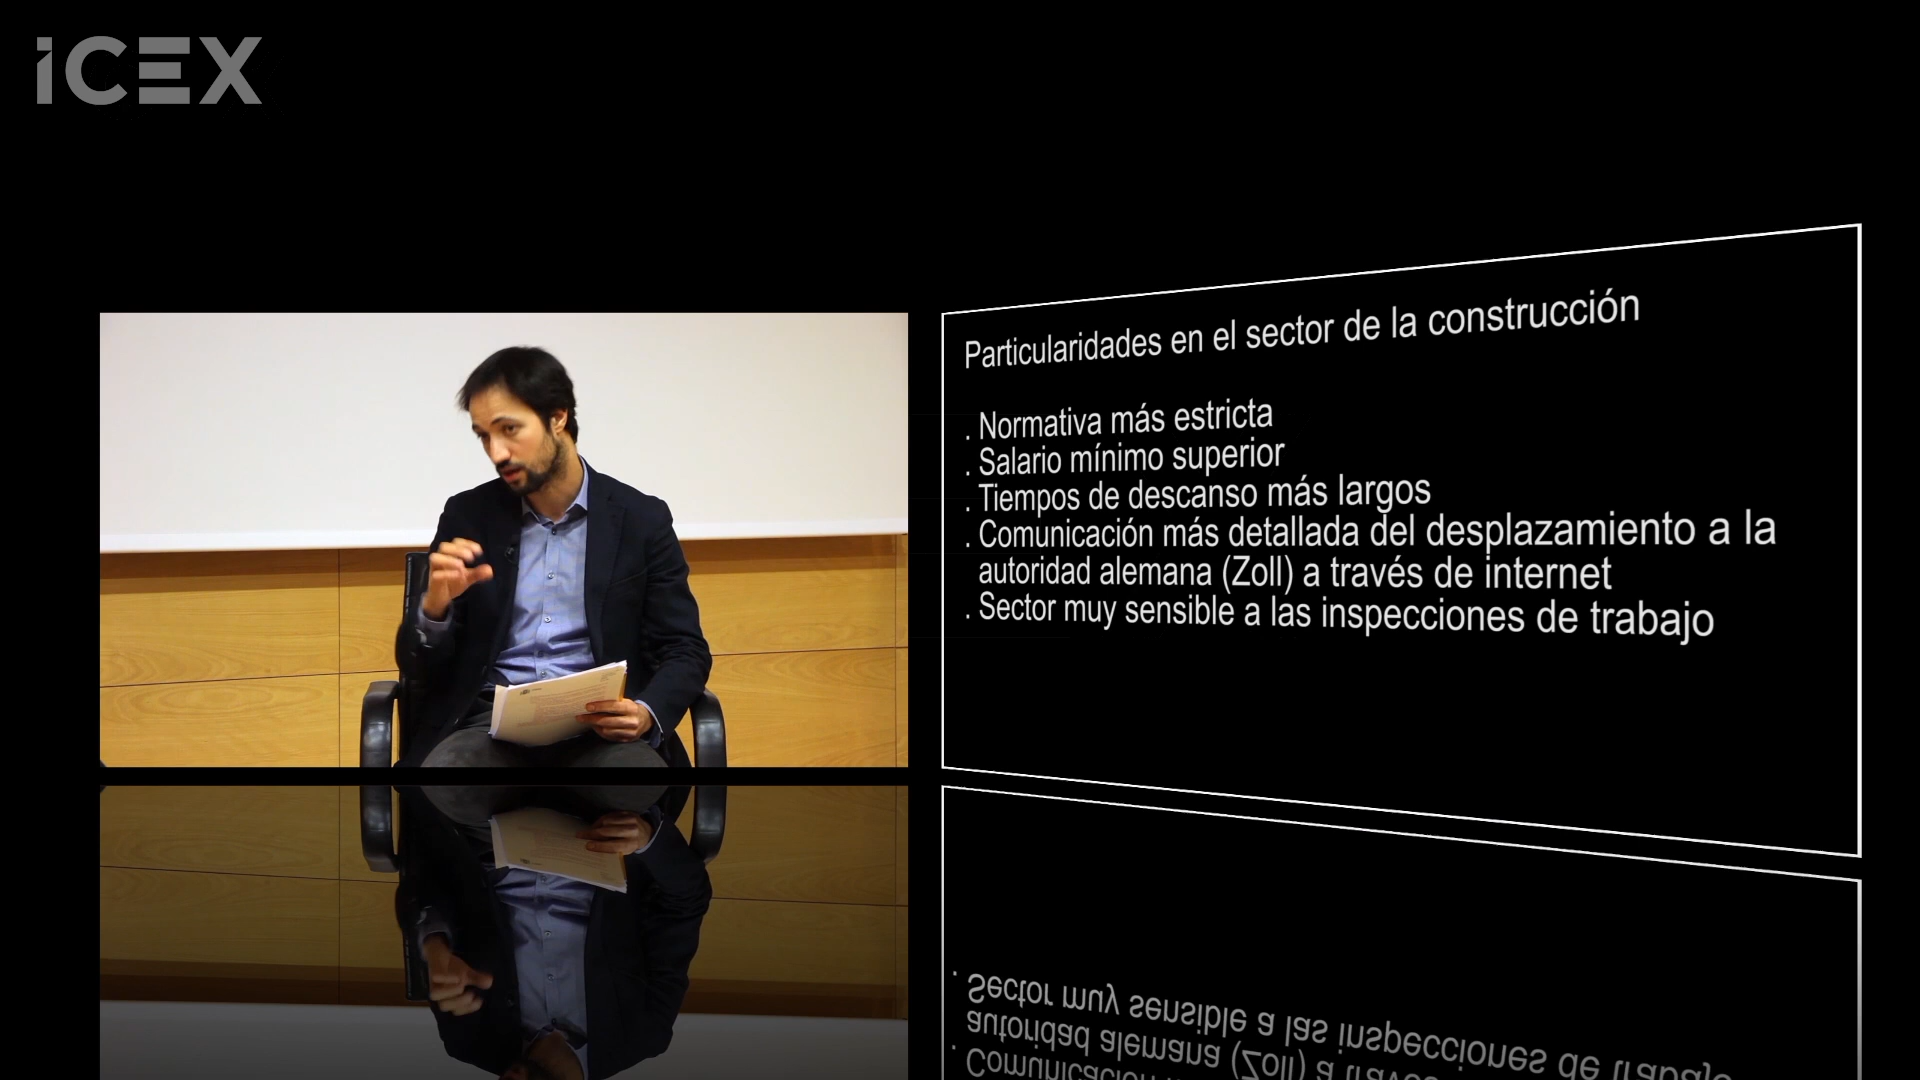 iCEX
Particularidades en el sector de la construcción
. Normativa más estricta
. Salario mínimo superior
. Tiempos de descanso más largos
. Comunicación más detallada del desplazamiento a la
autoridad alemana (Zoll) a través de internet
. Sector muy sensible a las inspecciones de trabajo